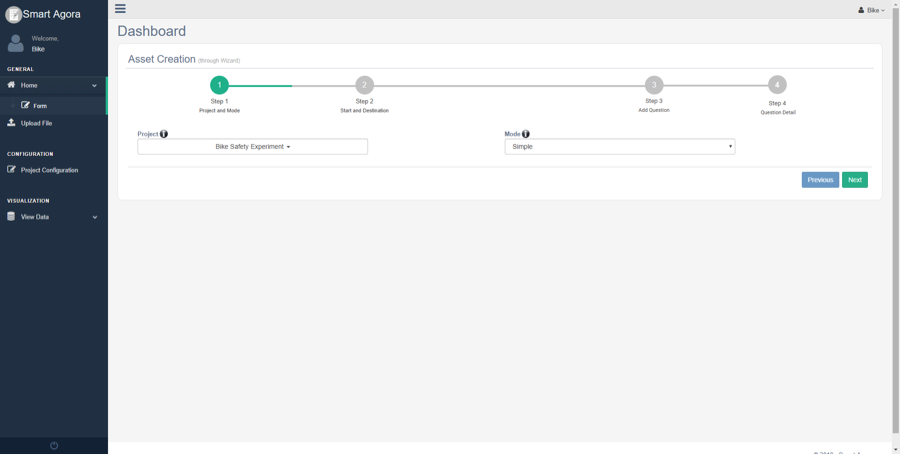 Smart Agora
Welcome,
Bike
GENERAL
Home
Form
Upload File
CONFIGURATION
Project Configuration
VISUALIZATION
View Data
Bike
Dashboard
Asset Creation (through Wizard)
1
Step 1
Project and Mode
2
Step 2
Start and Destination
3
Step 3
Add Question
4
Step 4
Question Detail
Project
Bike Safety Experiment
Mode
Simple
Previous
Next